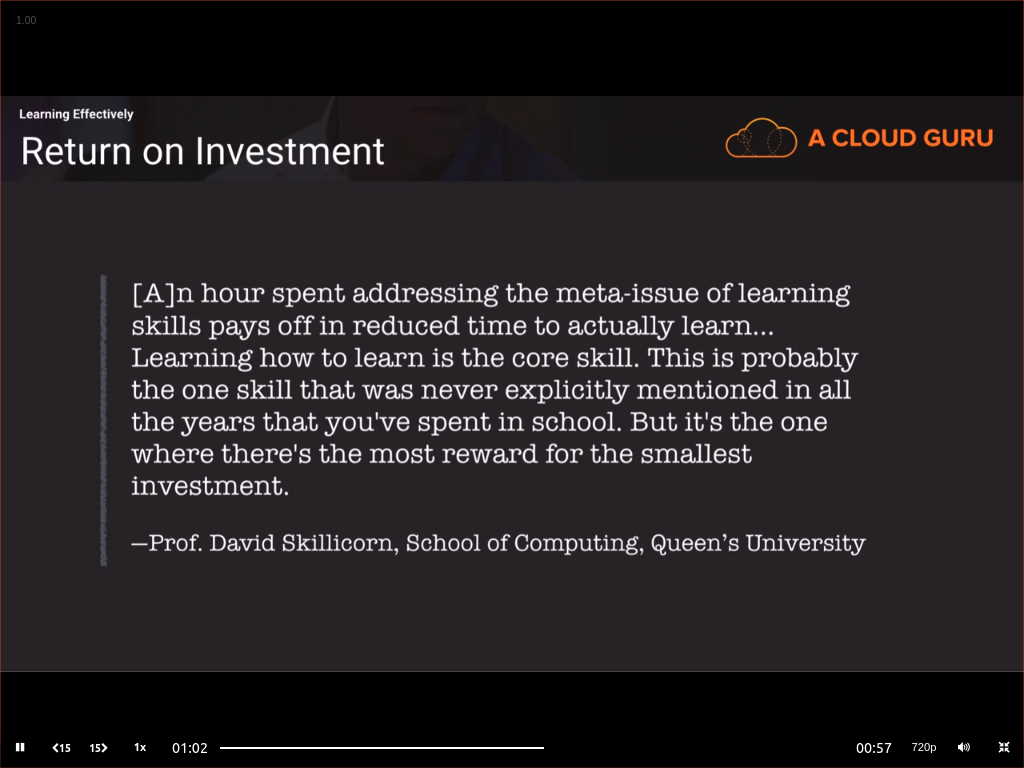 1.00
Learning Effectively
Return on Investment
A CLOUD GURU
[A]n hour spent addressing the meta-issue of learning
skills pays off in reduced time to actually learn...
Learning how to learn is the core skill. This is probably
the one skill that was never explicitly mentioned in all
the years that you've spent in school. But it's the one
where there's the most reward for the smallest
investment.
—Prof. David Skillicorn, School of Computing, Queen’s University
15 15 1x 01:02 00:57 720p